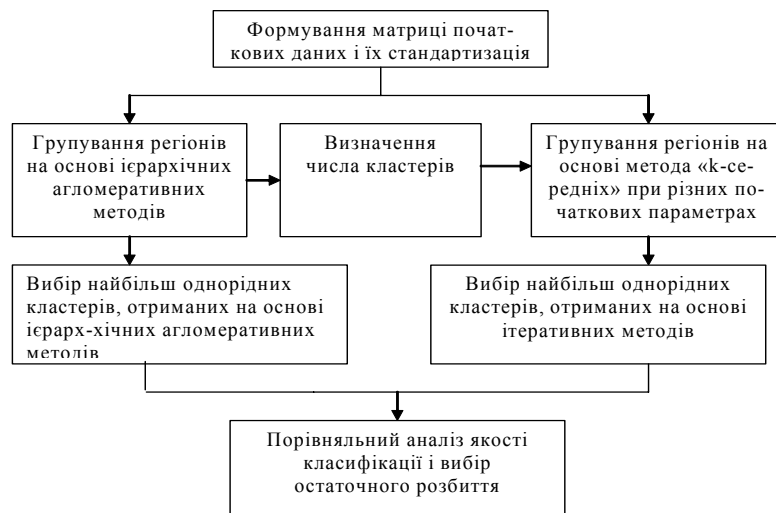 Формування матриці почат-
кових даних і їх стандартизація
Групування регіонів
на основі ієрархічних
агломеративних
методів
Визначення
числа кластерів
Групування регіонів на
основі метода «k-се-
редніх» при різних по-
чаткових параметрах
Вибір найбільш однорідних
кластерів, отриманих на основі
ієрарх-хічних агломеративних
методів
Вибір найбільш однорідних
кластерів, отриманих на основі
ітеративних методів
Порівняльний аналіз якості
класифікації і вибір
остаточного розбиття